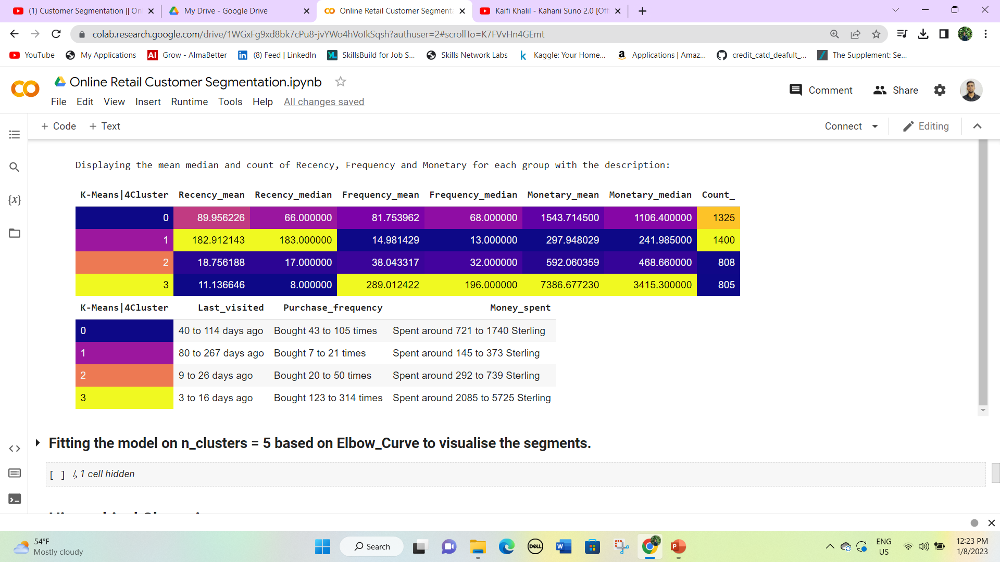 (1) Customer Segmentation || On
My Drive - Google Drive
Online Retail Customer Segmenta
Kaifi Khalil - Kahani Suno 2.0 [Off
colab.research.google.com/drive/1WGxFg9xd8bk7cPu8-jvYWo4hVoIkSqsh?authuser=2#scrollTo=K7FVvHn4GEmt
YouTube My Applications AI Grow - AlmaBetter in (8) Feed | LinkedIn YL SkillsBuild for Job S... Skills Network Labs k Kaggle: Your Home... a Applications | Amaz... credit_catd_deafult_... The Supplement: Se...
Online Retail Customer Segmentation.ipynb
Comment Share
File Edit View Insert Runtime Tools Help All changes saved
+ Code + Text Connect Editing
{x}
Displaying the mean median and count of Recency, Frequency and Monetary for each group with the description:
K-Means|4Cluster Recency_mean Recency_median Frequency_mean Frequency_median Monetary_mean Monetary_median Count_
0 89.956226 66.000000 81.753962 68.000000 1543.714500 1106.400000 1325
1 182.912143 183.000000 14.981429 13.000000 297.948029 241.985000 1400
2 18.756188 17.000000 38.043317 32.000000 592.060359 468.660000 808
3 11.136646 8.000000 289.012422 196.000000 7386.677230 3415.300000 805
K-Means|4Cluster Last_visited Purchase_frequency Money_spent
0 40 to 114 days ago Bought 43 to 105 times Spent around 721 to 1740 Sterling
1 80 to 267 days ago Bought 7 to 21 times Spent around 145 to 373 Sterling
2 9 to 26 days ago Bought 20 to 50 times Spent around 292 to 739 Sterling
3 3 to 16 days ago Bought 123 to 314 times Spent around 2085 to 5725 Sterling
Fitting the model on n_clusters = 5 based on Elbow_Curve to visualise the segments.
[ ] ↳ 1 cell hidden
54°F
Mostly cloudy
Search
DELL
W
P
ENG
US
12:23 PM
1/8/2023